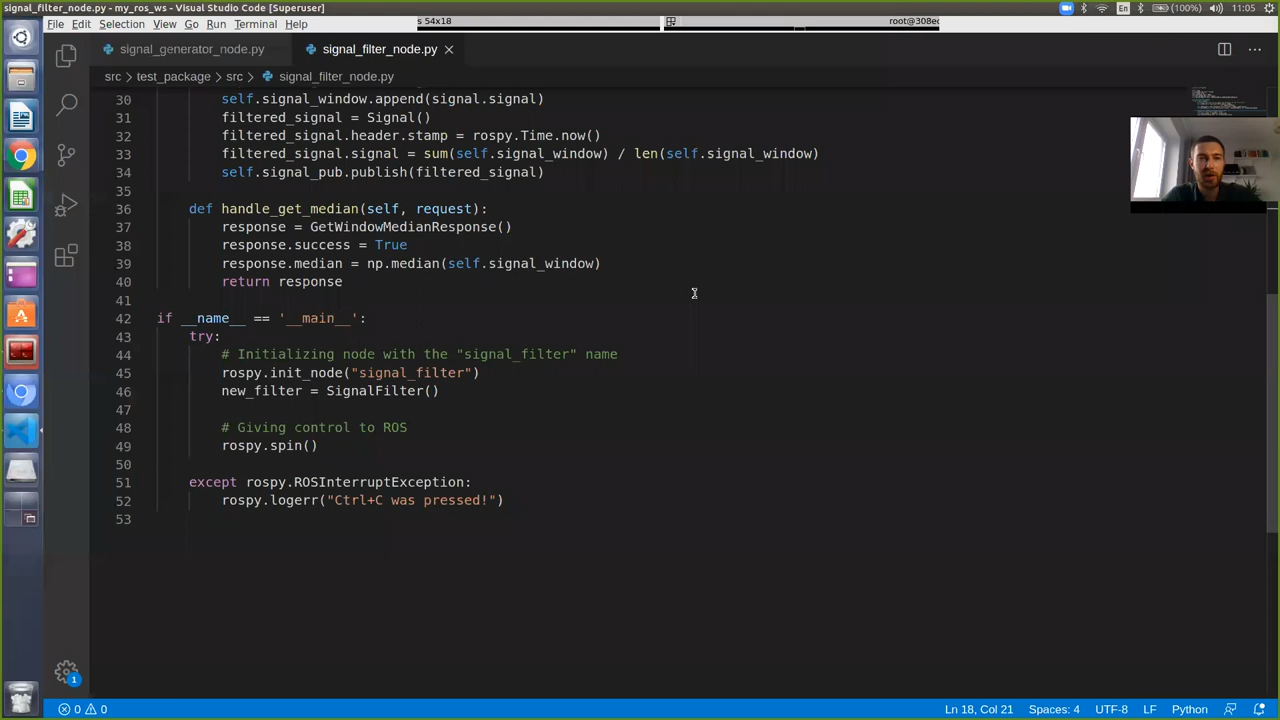 signal_filter_node.py - my_ros_ws - Visual Studio Code [Superuser]
En (100%) 11:05
File Edit Selection View Go Run Terminal Help
s 54x18
root@308ec
signal_generator_node.py signal_filter_node.py
src > test_package > src > signal_filter_node.py
30 self.signal_window.append(signal.signal)
31 filtered_signal = Signal()
32 filtered_signal.header.stamp = rospy.Time.now()
33 filtered_signal.signal = sum(self.signal_window) / len(self.signal_window)
34 self.signal_pub.publish(filtered_signal)
35
36 def handle_get_median(self, request):
37 response = GetWindowMedianResponse()
38 response.success = True
39 response.median = np.median(self.signal_window)
40 return response
41
42 if __name__ == '__main__':
43 try:
44 # Initializing node with the "signal_filter" name
45 rospy.init_node("signal_filter")
46 new_filter = SignalFilter()
47
48 # Giving control to ROS
49 rospy.spin()
50
51 except rospy.ROSInterruptException:
52 rospy.logerr("Ctrl+C was pressed!")
53
1
0 0 Ln 18, Col 21 Spaces: 4 UTF-8 LF Python